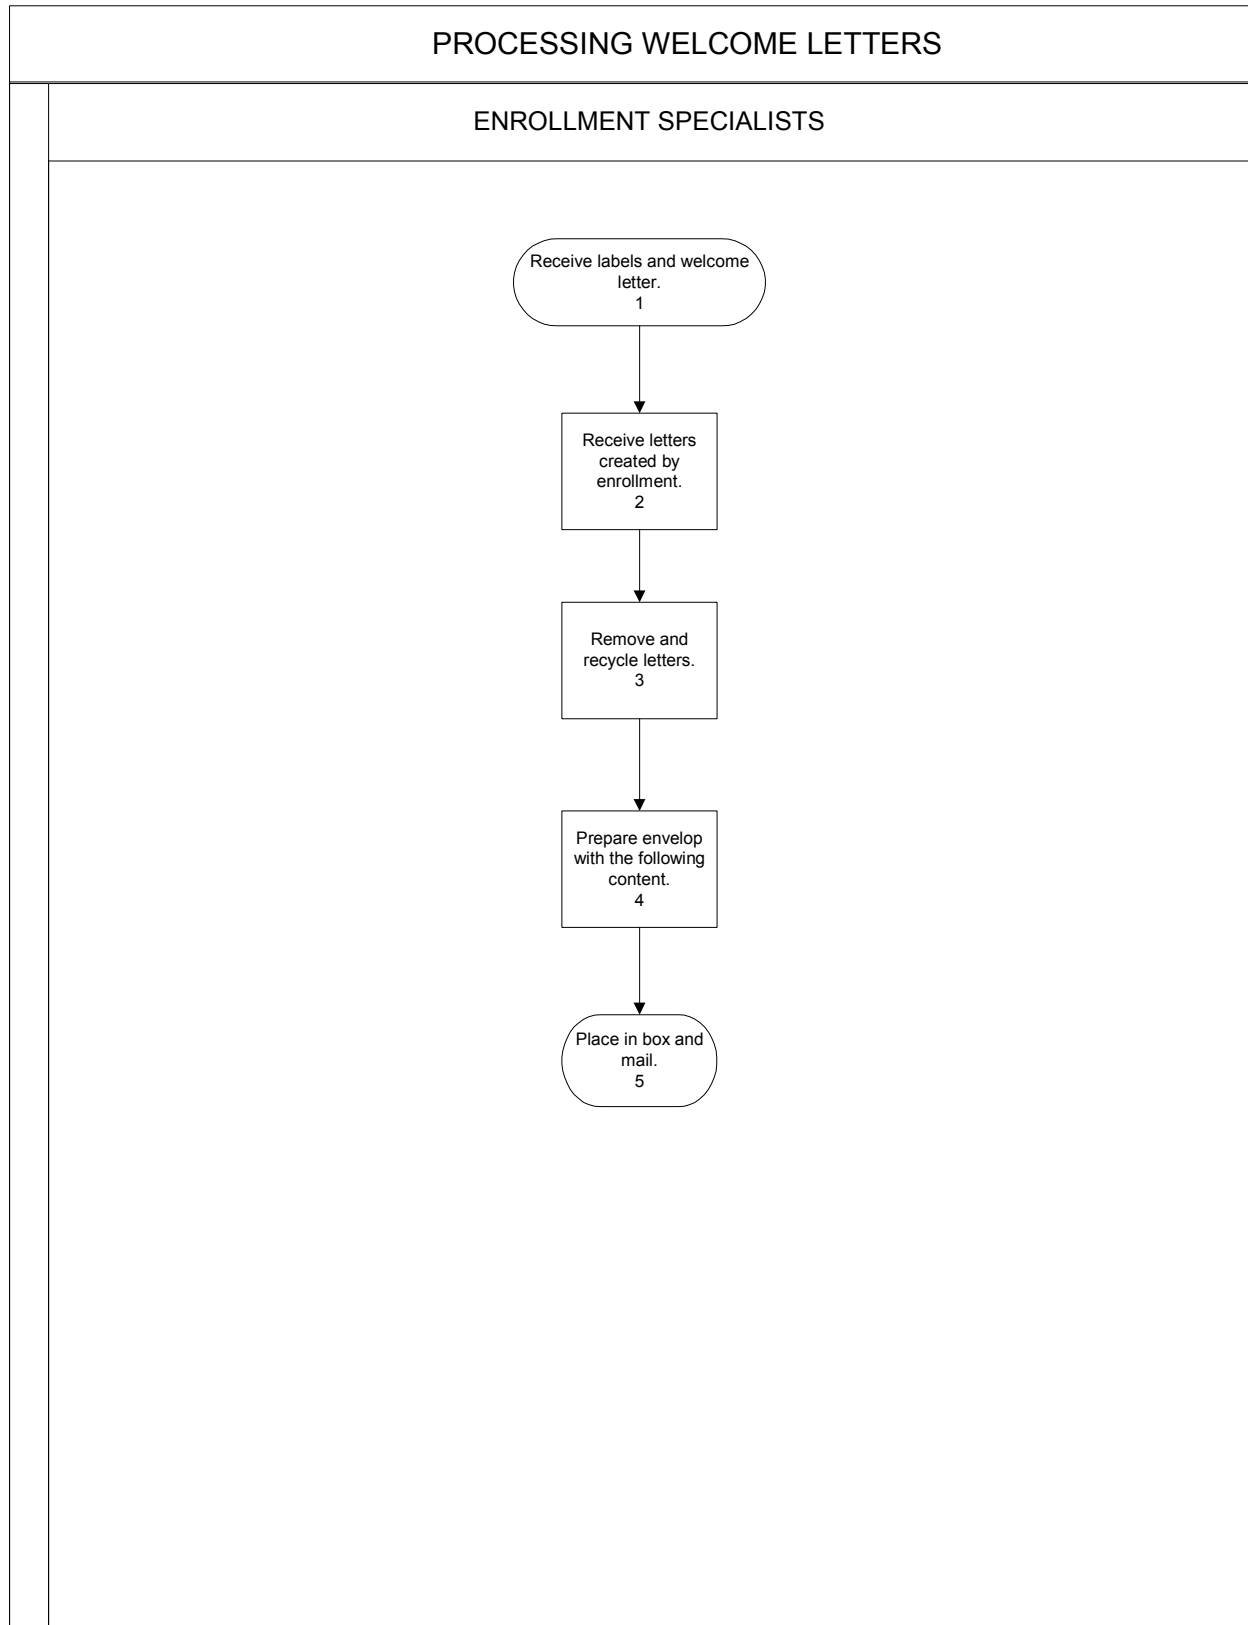 PROCESSING WELCOME LETTERS
ENROLLMENT SPECIALISTS
Receive labels and welcome
letter.
1
Receive letters
created by
enrollment.
2
Remove and
recycle letters.
3
Prepare envelop
with the following
content.
4
Place in box and
mail.
5